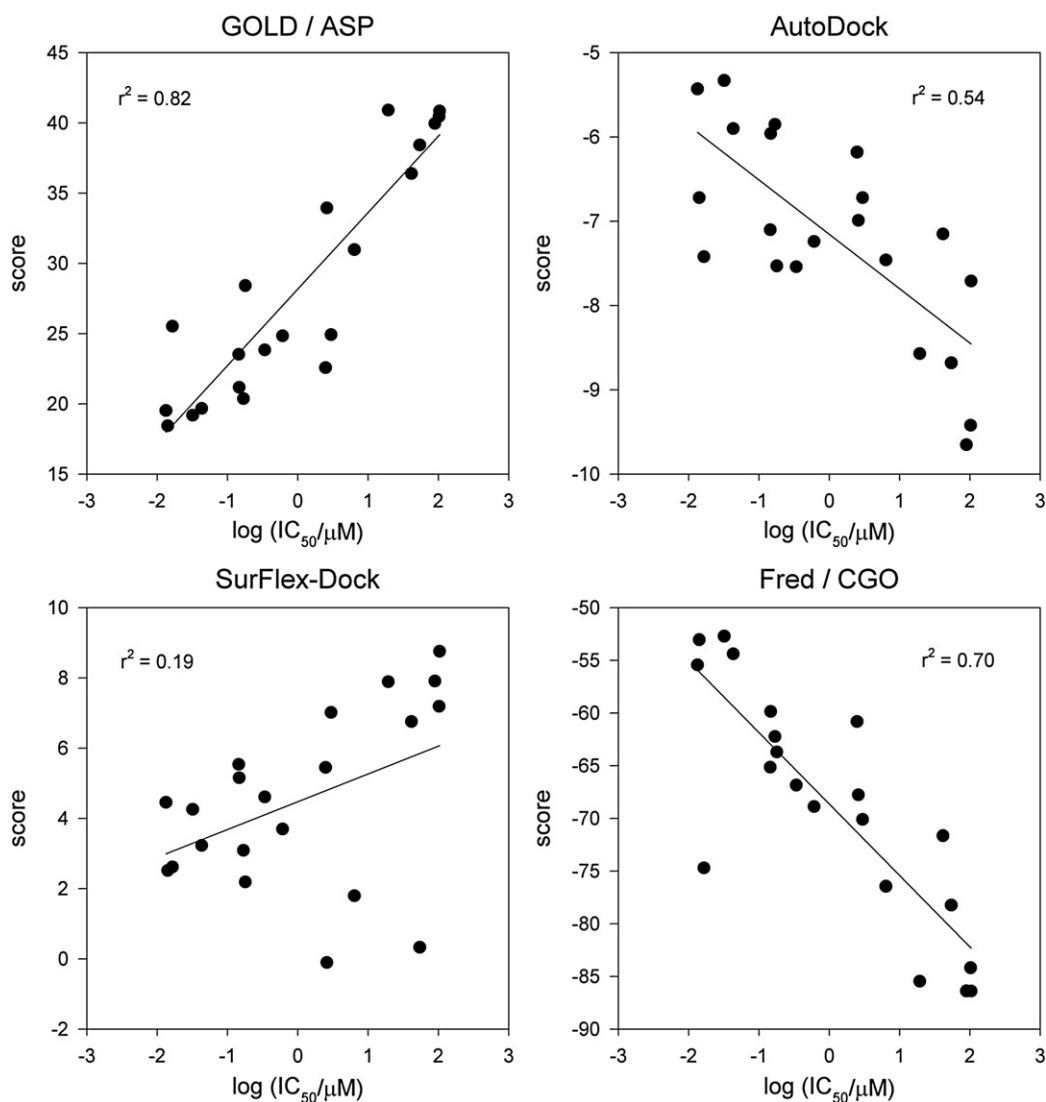 GOLD / ASP
45
40
35
30
25
20
15
score
r² = 0.82
-3 -2 -1 0 1 2 3
log (IC₅₀/μM)
AutoDock
-5
-6
-7
-8
-9
-10
score
r² = 0.54
-3 -2 -1 0 1 2 3
log (IC₅₀/μM)
SurFlex-Dock
10
8
6
4
2
0
-2
score
r² = 0.19
-3 -2 -1 0 1 2 3
log (IC₅₀/μM)
Fred / CGO
-50
-55
-60
-65
-70
-75
-80
-85
-90
score
r² = 0.70
-3 -2 -1 0 1 2 3
log (IC₅₀/μM)